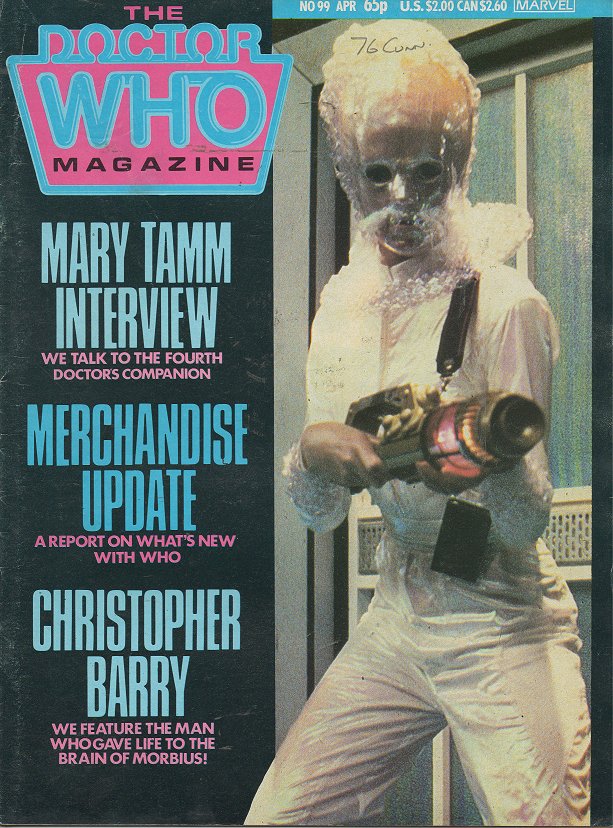 THE
DOCTOR
WHO
MAGAZINE
NO 99 APR 65p U.S. $2.00 CAN $2.60 MARVEL
MARY TAMM
INTERVIEW
WE TALK TO THE FOURTH
DOCTORS COMPANION
MERCHANDISE
UPDATE
A REPORT ON WHAT'S NEW
WITH WHO
CHRISTOPHER
BARRY
WE FEATURE THE MAN
WHO GAVE LIFE TO THE
BRAIN OF MORBIUS!